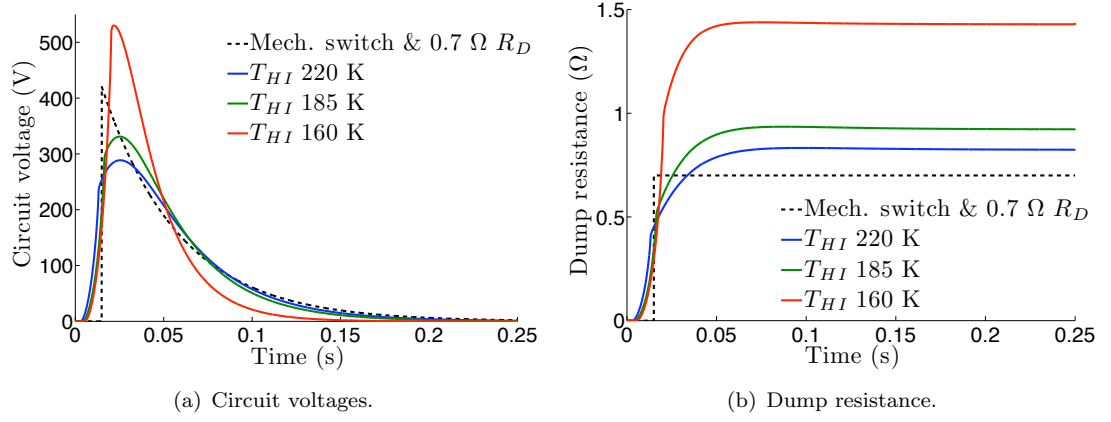 500
400
300
200
100
0
Circuit voltage (V)
Mech. switch & 0.7 Ω R_D
T_HI 220 K
T_HI 185 K
T_HI 160 K
0
0.05
0.1
0.15
0.2
0.25
Time (s)
(a) Circuit voltages.
1.5
1
0.5
0
Dump resistance (Ω)
Mech. switch & 0.7 Ω R_D
T_HI 220 K
T_HI 185 K
T_HI 160 K
0
0.05
0.1
0.15
0.2
0.25
Time (s)
(b) Dump resistance.